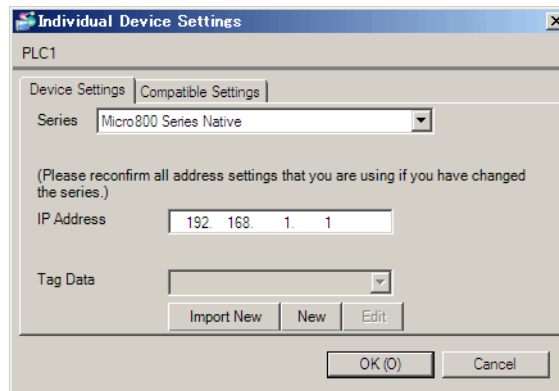 Individual Device Settings
PLC1
Device Settings Compatible Settings
Series Micro800 Series Native
(Please reconfirm all address settings that you are using if you have changed
the series.)
IP Address 192. 168. 1. 1
Tag Data
Import New New Edit
OK (O) Cancel